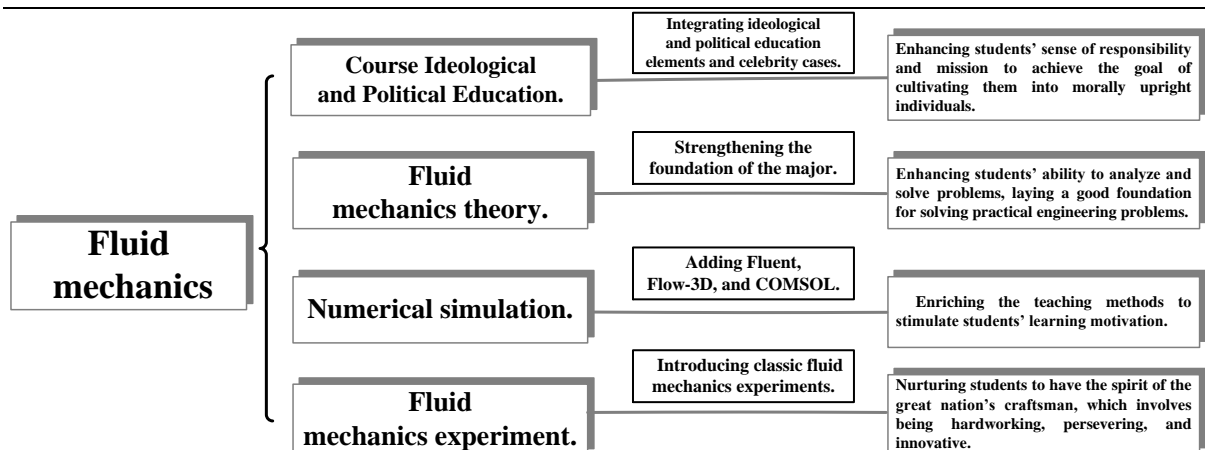 Fluid
mechanics
Course Ideological
and Political Education.
Integrating ideological
and political education
elements and celebrity cases.
Enhancing students’ sense of responsibility
and mission to achieve the goal of
cultivating them into morally upright
individuals.
Fluid
mechanics theory.
Strengthening the
foundation of the major.
Enhancing students’ ability to analyze and
solve problems, laying a good foundation
for solving practical engineering problems.
Numerical simulation.
Adding Fluent,
Flow-3D, and COMSOL.
Enriching the teaching methods to
stimulate students’ learning motivation.
Fluid
mechanics experiment.
Introducing classic fluid
mechanics experiments.
Nurturing students to have the spirit of the
great nation’s craftsman, which involves
being hardworking, persevering, and
innovative.